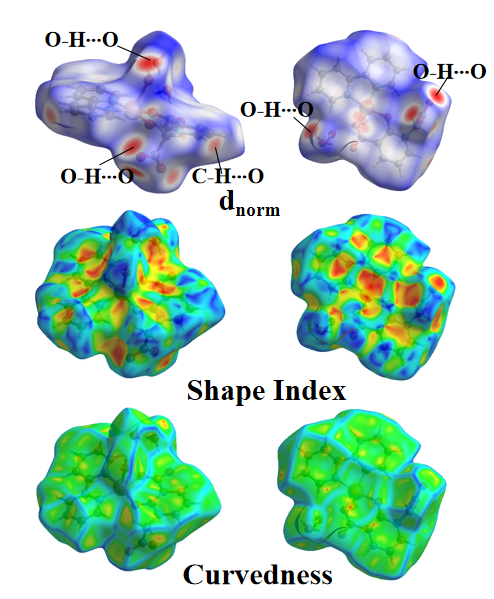 O-H···O
O-H···O
O-H···O
O-H···O
C-H···O
dnorm
Shape Index
Curvedness